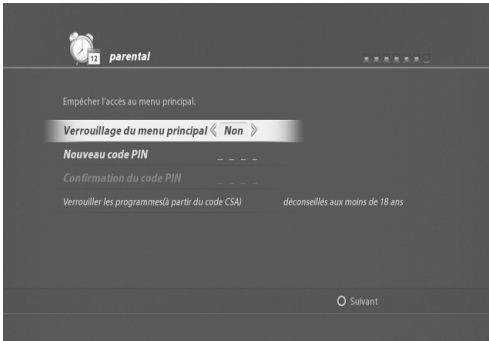 12
parental
Empêcher l'accès au menu principal.
Verrouillage du menu principal Non
Nouveau code PIN _ _ _ _
Confirmation du code PIN _ _ _ _
Verrouiller les programmes(à partir du code CSA) déconseillés aux moins de 18 ans
Suivant